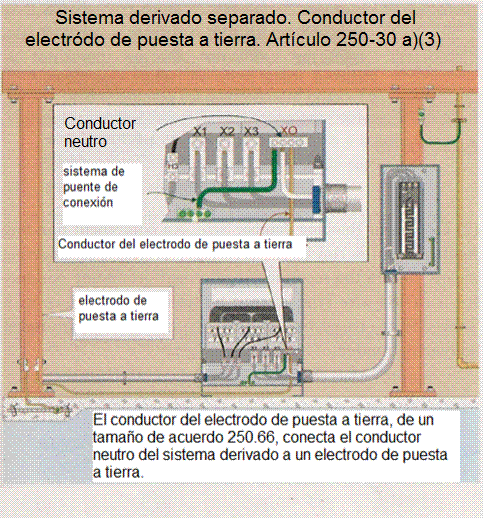 Sistema derivado separado. Conductor del
electródo de puesta a tierra. Artículo 250-30 a)(3)
Conductor
neutro
X1 X2 X3 XO
H3
sistema de
puente de
conexión
Conductor del electrodo de puesta a tierra
electrodo de
puesta a tierra
El conductor del electrodo de puesta a tierra, de un
tamaño de acuerdo 250.66, conecta el conductor
neutro del sistema derivado a un electrodo de puesta
a tierra.